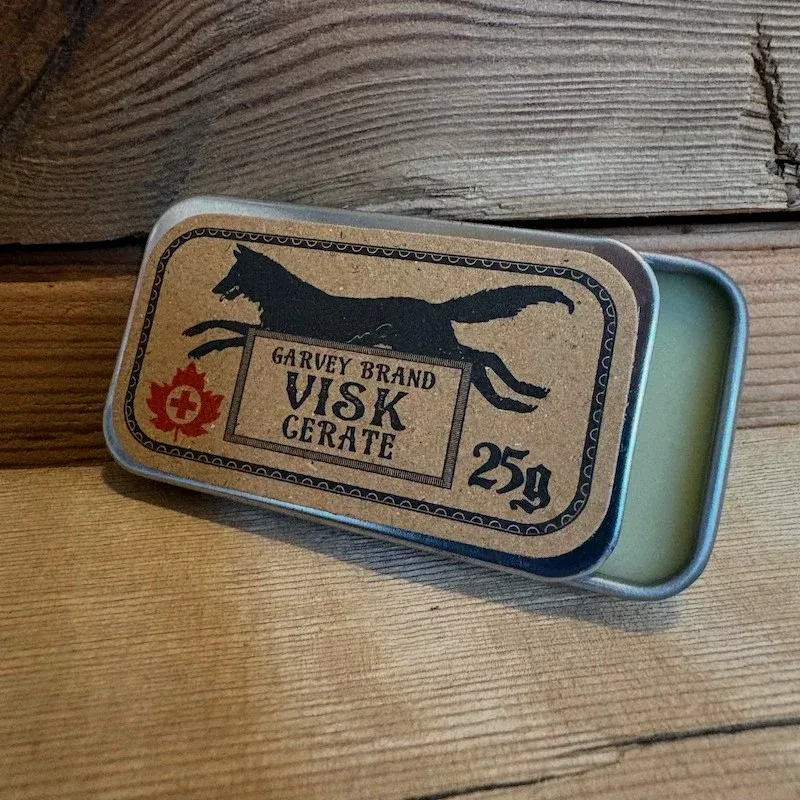 GARVEY BRAND
VISK
CERATE
25g